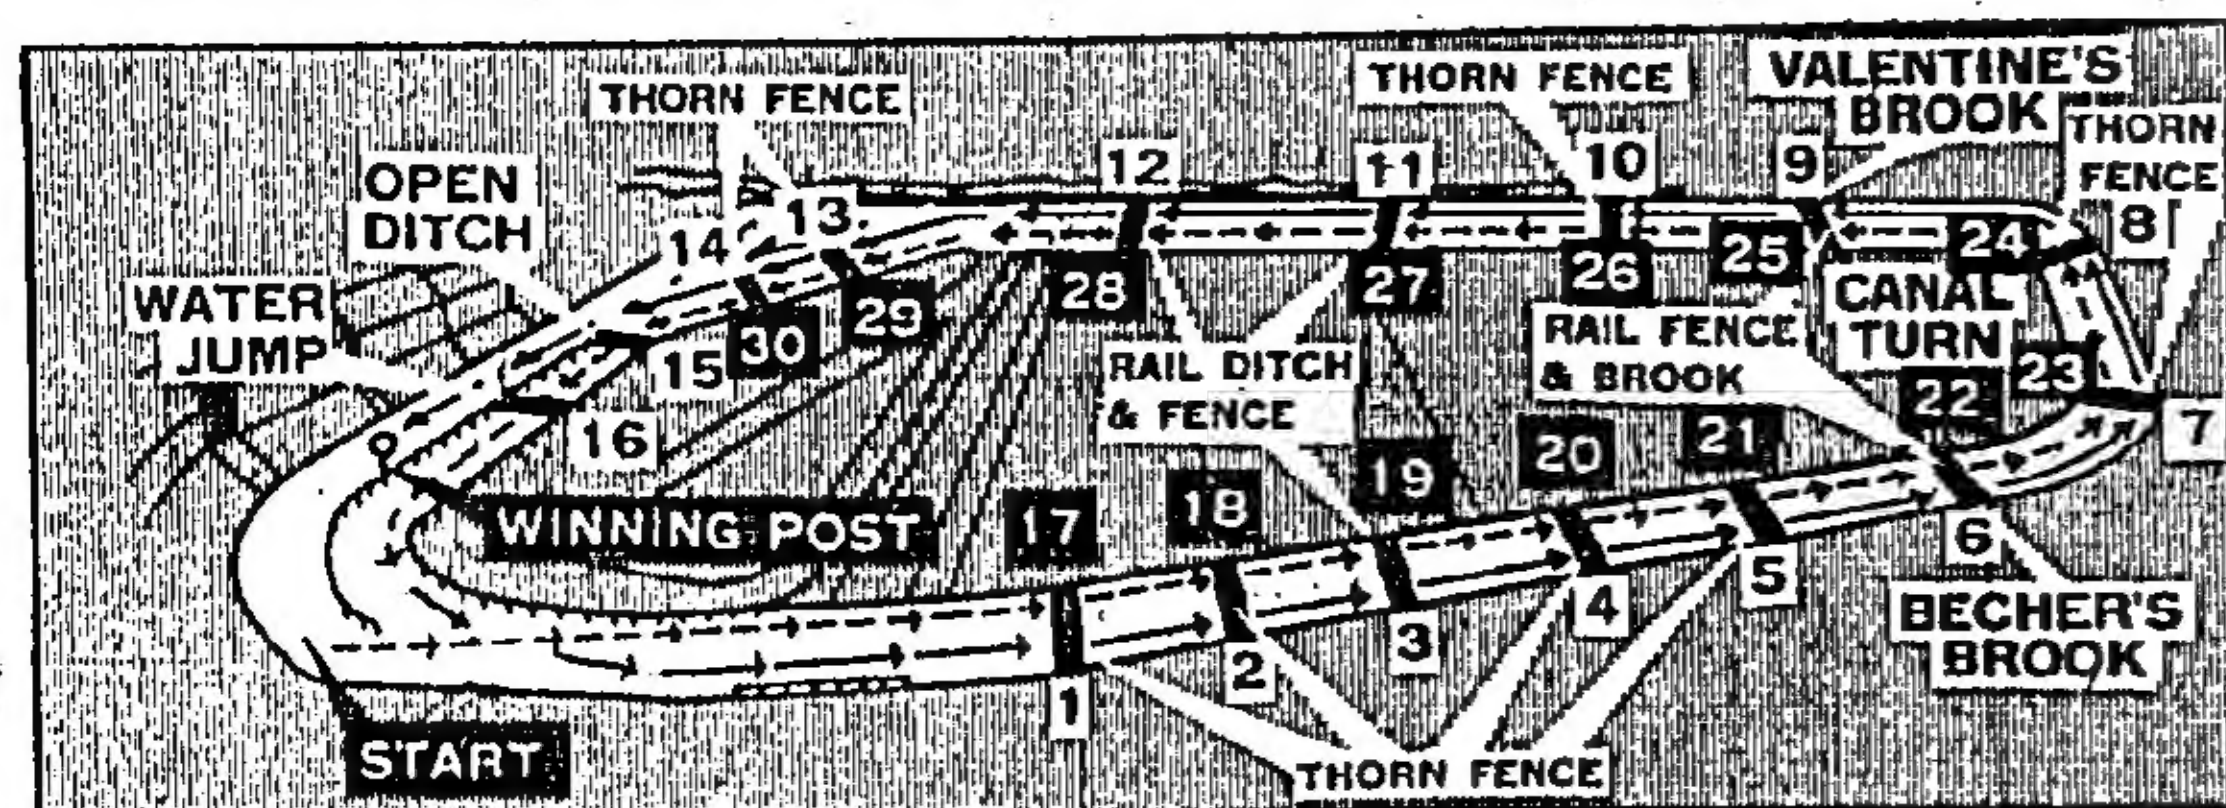 THORN FENCE
THORN FENCE
VALENTINE'S
BROOK
THORN
FENCE
8
OPEN
DITCH
12
11
10
9
13
14
24
25
26
27
28
29
WATER
JUMP
CANAL
TURN
RAIL FENCE
& BROOK
RAIL DITCH
& FENCE
15
30
23
22
7
16
21
20
19
18
17
WINNING POST
6
5
4
3
2
1
BECHER'S
BROOK
START
THORN FENCE